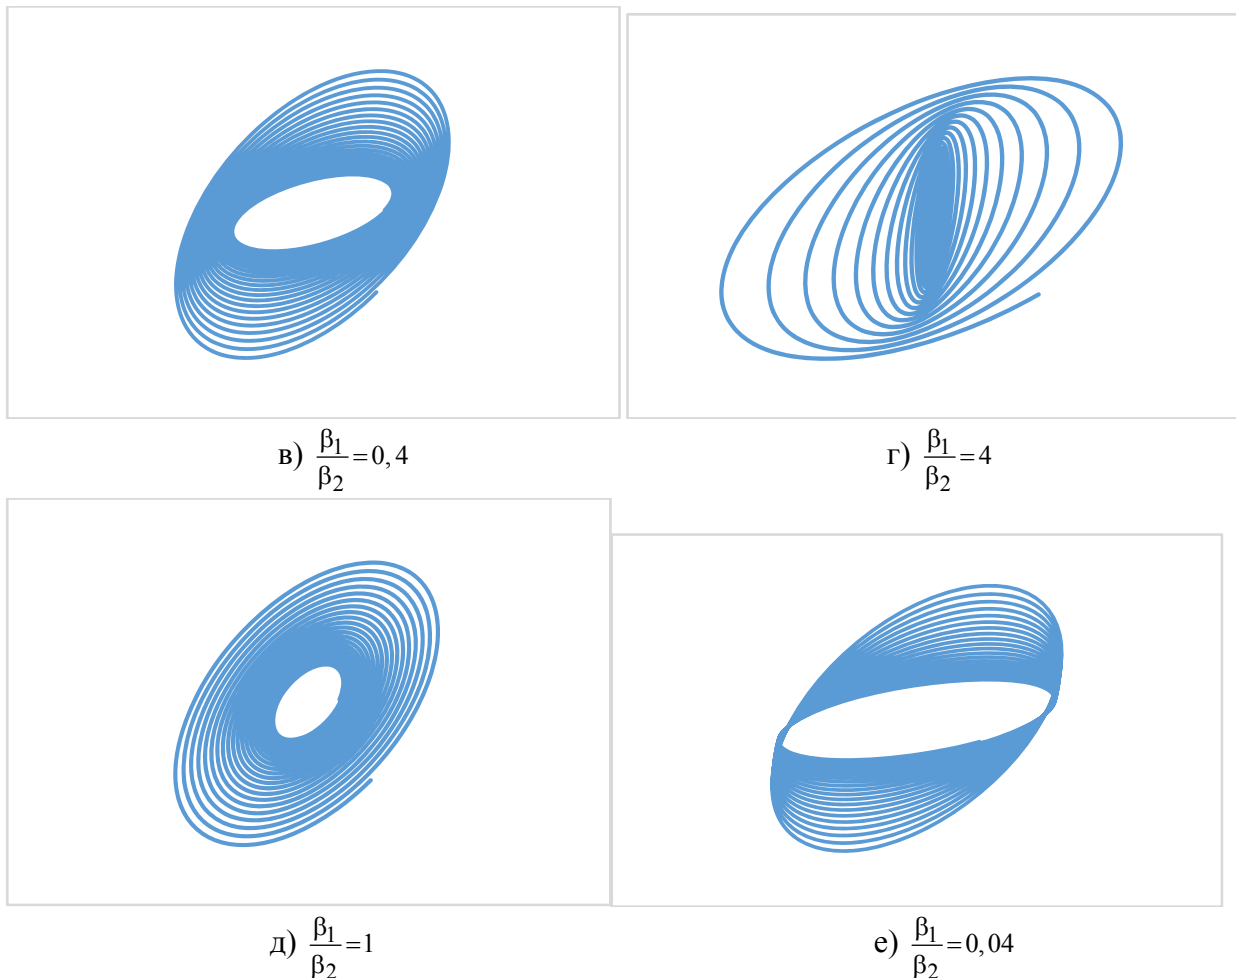 в) β₁/β₂ = 0,4
г) β₁/β₂ = 4
д) β₁/β₂ = 1
е) β₁/β₂ = 0,04